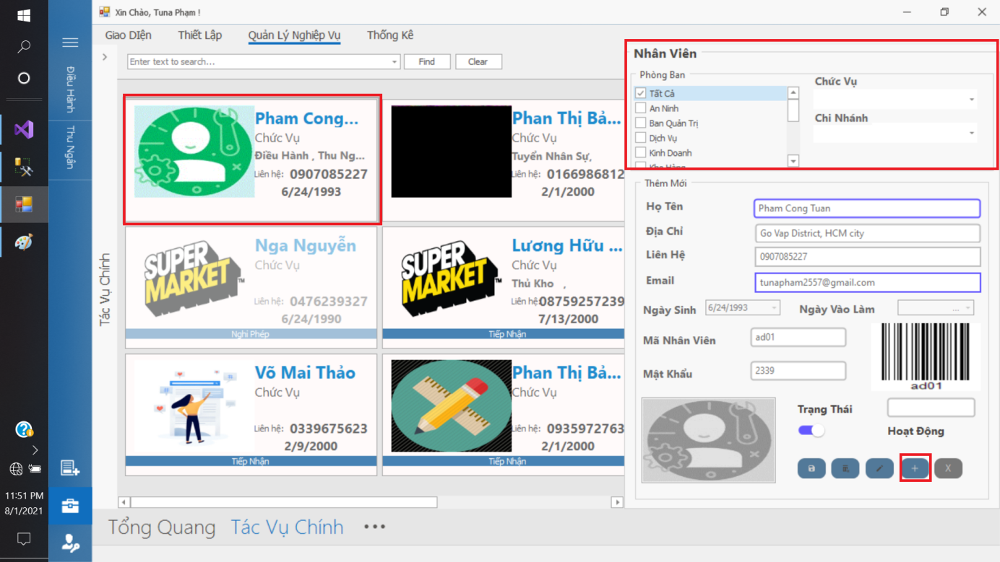 Xin Chào, Tuna Phạm !
Giao Diện
Thiết Lập
Quản Lý Nghiệp Vụ
Thống Kê
Điều Hành
Thu Ngân
Enter text to search...
Find
Clear
Tác Vụ Chính
Pham Cong...
Chức Vụ
Điều Hành , Thu Ng...
Liên hệ: 0907085227
6/24/1993
Phan Thị Bả...
Chức Vụ
Tuyển Nhân Sự,
Liên hệ: 0166986812
2/1/2000
SUPER MARKET™
Nga Nguyễn
Chức Vụ
Liên hệ: 0476239327
6/24/1990
Nghỉ Phép
SUPER MARKET™
Lương Hữu ...
Chức Vụ
Thủ Kho ,
Liên hệ: 08759257239
7/13/2000
Tiếp Nhận
Võ Mai Thảo
Chức Vụ
Liên hệ: 0339675623
2/9/2000
Tiếp Nhận
Phan Thị Bả...
Chức Vụ
Liên hệ: 0935972763
2/1/2000
Tiếp Nhận
Nhân Viên
Phòng Ban
Tất Cả
An Ninh
Ban Quản Trị
Dịch Vụ
Kinh Doanh
Kho Hàng
Chức Vụ
Chi Nhánh
Thêm Mới
Họ Tên
Pham Cong Tuan
Địa Chỉ
Go Vap District, HCM city
Liên Hệ
0907085227
Email
tunapham2557@gmail.com
Ngày Sinh
6/24/1993
Ngày Vào Làm
...
Mã Nhân Viên
ad01
Mật Khẩu
2339
ad01
Trạng Thái
Hoạt Động
X
Tổng Quang
Tác Vụ Chính
•••
11:51 PM
8/1/2021